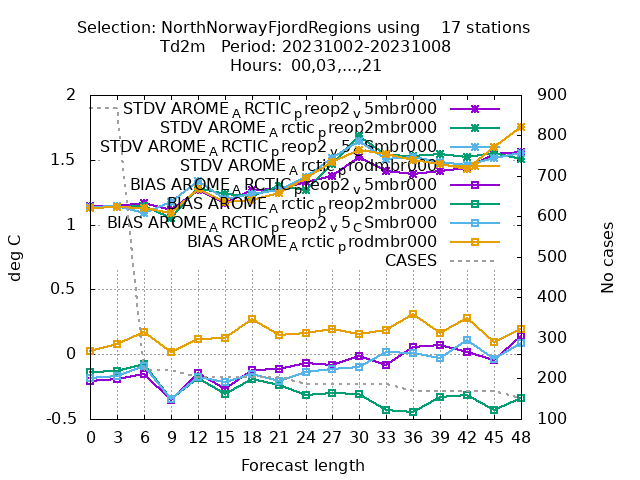 Selection: NorthNorwayFjordRegions using    17 stations
Td2m   Period: 20231002-20231008
Hours:  00,03,...,21
STDV AROME_ARCTIC_preop2_v5mbr000
STDV AROME_Arctic_preop2mbr000
STDV AROME_ARCTIC_preop2_v5_CSmbr000
STDV AROME_Arctic_prodmbr000
BIAS AROME_ARCTIC_preop2_v5mbr000
BIAS AROME_Arctic_preop2mbr000
BIAS AROME_ARCTIC_preop2_v5_CSmbr000
BIAS AROME_Arctic_prodmbr000
CASES
2
1.5
1
0.5
0
-0.5
deg C
900
800
700
600
500
400
300
200
100
No cases
0 3 6 9 12 15 18 21 24 27 30 33 36 39 42 45 48
Forecast length